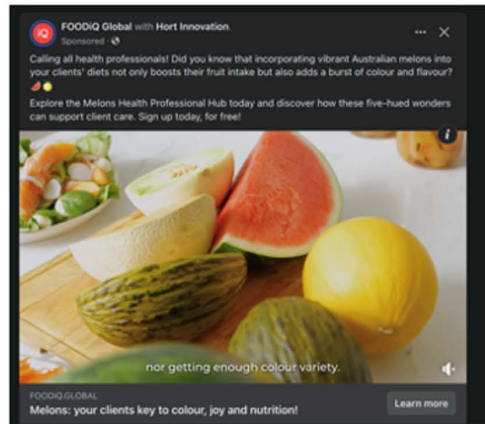 iQ
FOODiQ Global with Hort Innovation.
Sponsored ·
Calling all health professionals! Did you know that incorporating vibrant Australian melons into
your clients' diets not only boosts their fruit intake but also adds a burst of colour and flavour?
🍉🍈
Explore the Melons Health Professional Hub today and discover how these five-hued wonders
can support client care. Sign up today, for free!
i
nor getting enough colour variety.
FOODIQ.GLOBAL
Melons: your clients key to colour, joy and nutrition!
Learn more